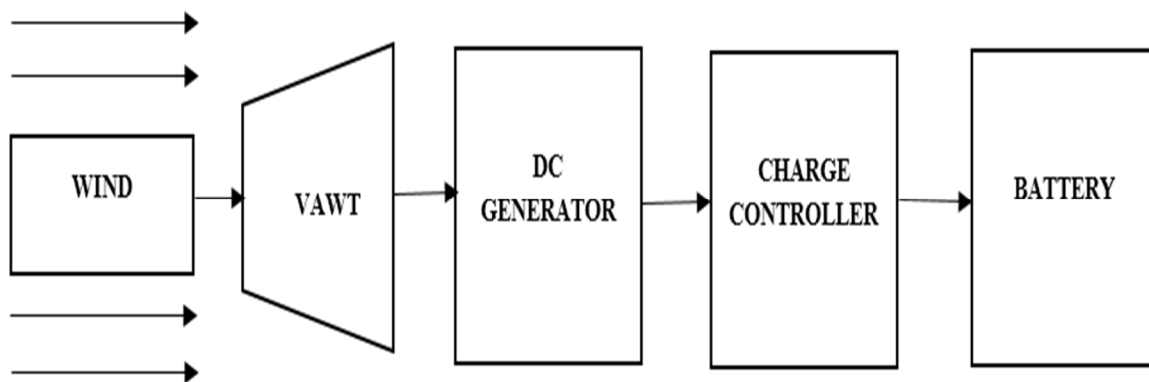 WIND
VAWT
DC
GENERATOR
CHARGE
CONTROLLER
BATTERY